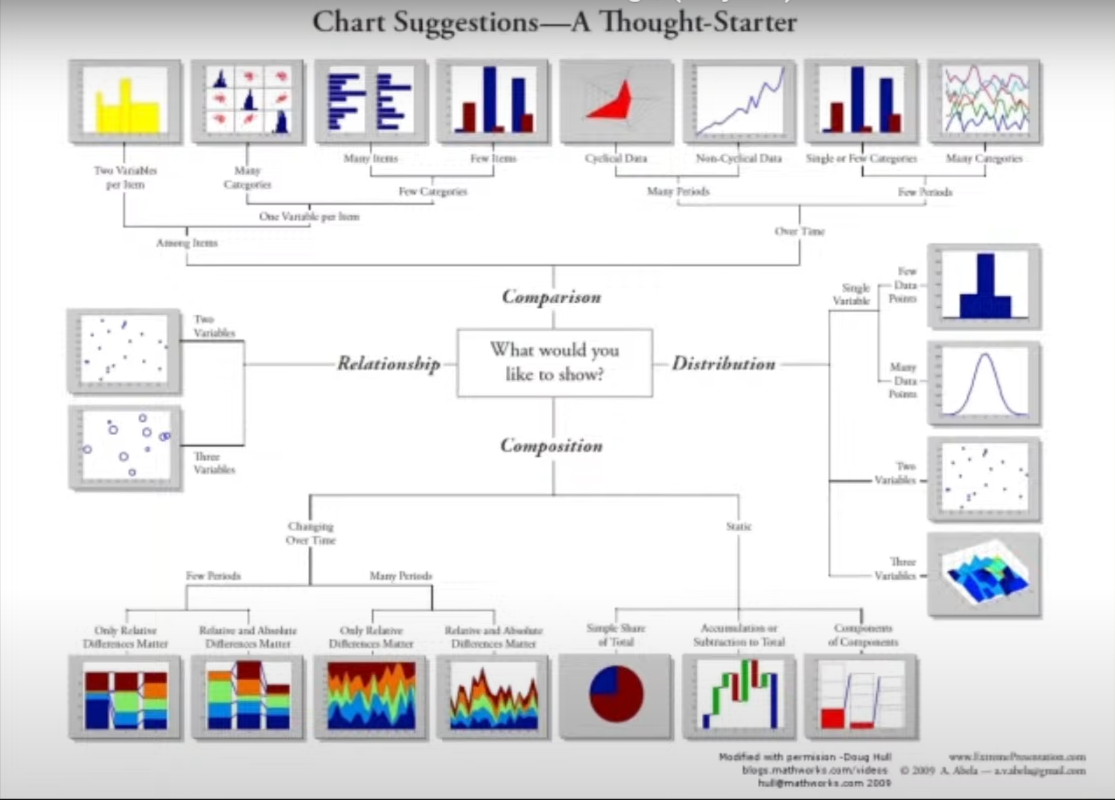 Chart Suggestions—A Thought-Starter
Two Variables
per Item
Many
Categories
Many Items
Few Items
Cyclical Data
Non-Cyclical Data
Single or Few Categories
Many Categories
Few Categories
Many Periods
Few Periods
One Variable per Item
Among Items
Over Time
Comparison
What would you
like to show?
Relationship
Two
Variables
Three
Variables
Distribution
Single
Variable
Few
Data
Points
Many
Data
Points
Two
Variables
Three
Variables
Composition
Changing
Over Time
Static
Few Periods
Many Periods
Only Relative
Differences Matter
Relative and Absolute
Differences Matter
Only Relative
Differences Matter
Relative and Absolute
Differences Matter
Simple Share
of Total
Accumulation or
Subtraction to Total
Components
of Components
Modified with permision -Doug Hull
blogs.mathworks.com/videos
hull@mathworks.com 2009
www.ExtremePresentation.com
© 2009 A. Abela — a.v.abela@gmail.com